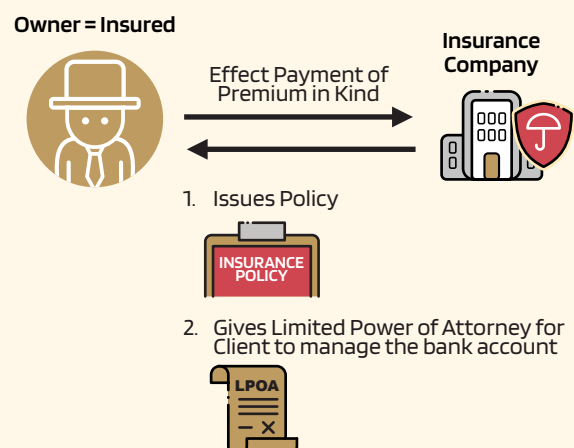 Owner = Insured
Insurance
Company
Effect Payment of
Premium in Kind
1. Issues Policy
INSURANCE
POLICY
2. Gives Limited Power of Attorney for
Client to manage the bank account
LPOA